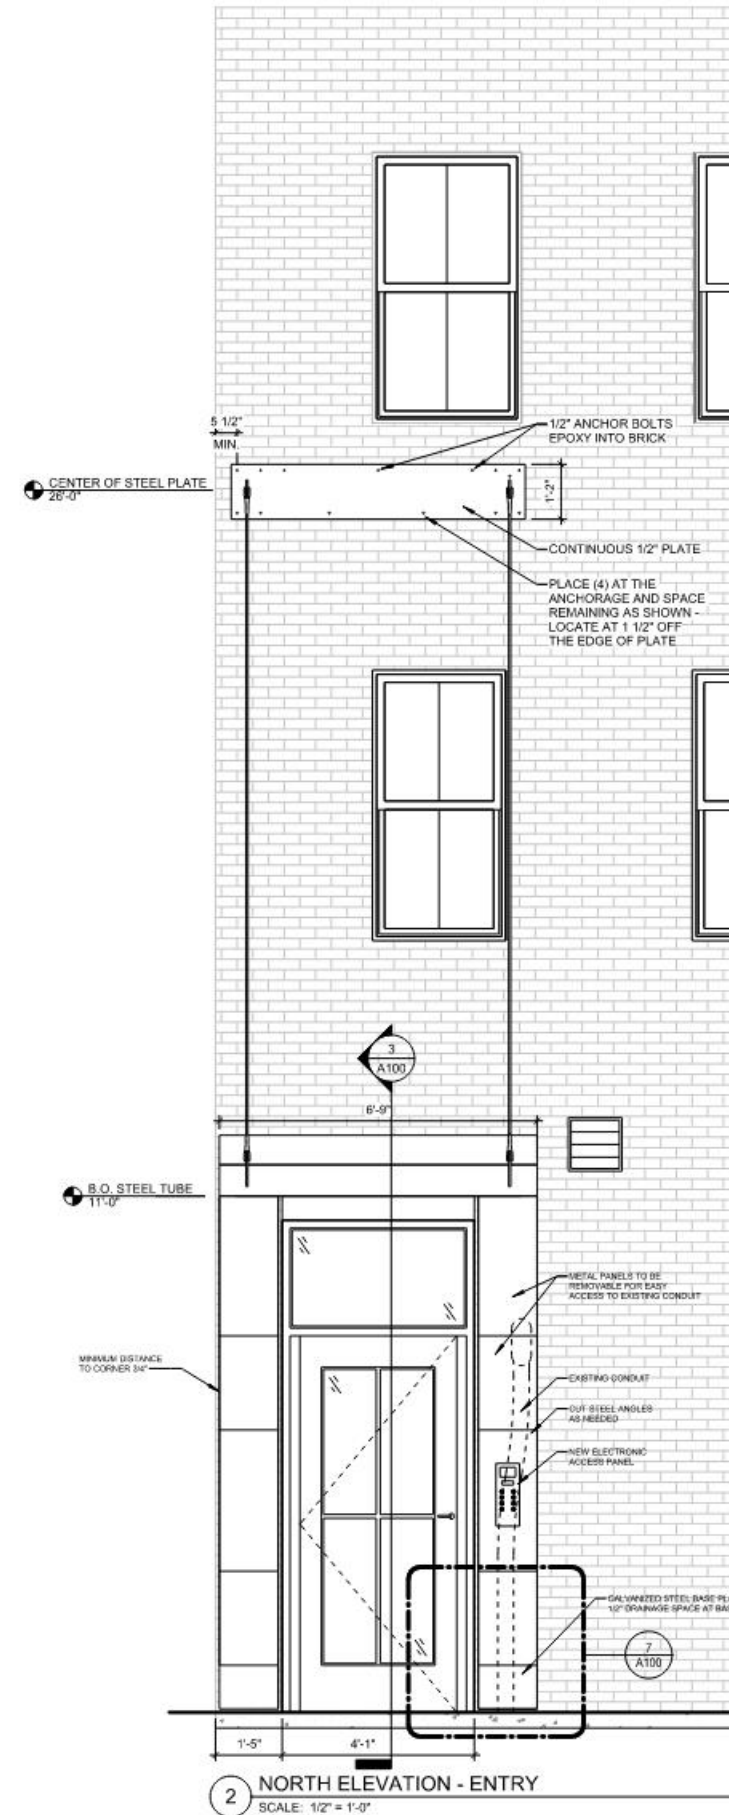 5 1/2"
MIN.
1/2" ANCHOR BOLTS
EPOXY INTO BRICK
CENTER OF STEEL PLATE
26'-0"
1'-2"
CONTINUOUS 1/2" PLATE
PLACE (4) AT THE
ANCHORAGE AND SPACE
REMAINING AS SHOWN -
LOCATE AT 1 1/2" OFF
THE EDGE OF PLATE
3
A100
6'-9"
B.O. STEEL TUBE
11'-0"
METAL PANELS TO BE
REMOVABLE FOR EASY
ACCESS TO EXISTING CONDUIT
MINIMUM DISTANCE
TO CORNER 3/4"
EXISTING CONDUIT
CUT STEEL ANGLES
AS NEEDED
NEW ELECTRONIC
ACCESS PANEL
GALVANIZED STEEL BASE PL
1/2" DRAINAGE SPACE AT BAS
7
A100
1'-5"
4'-1"
2
NORTH ELEVATION - ENTRY
SCALE: 1/2" = 1'-0"